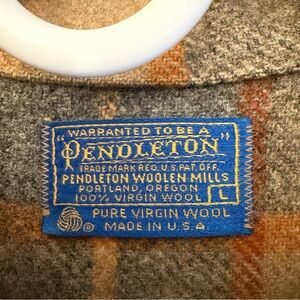 "WARRANTED TO BE A
PENDLETON"
TRADE MARK REG. U.S. PAT. OFF.
PENDLETON WOOLEN MILLS
PORTLAND, OREGON
100% VIRGIN WOOL L
PURE VIRGIN WOOL
® MADE IN U.S.A